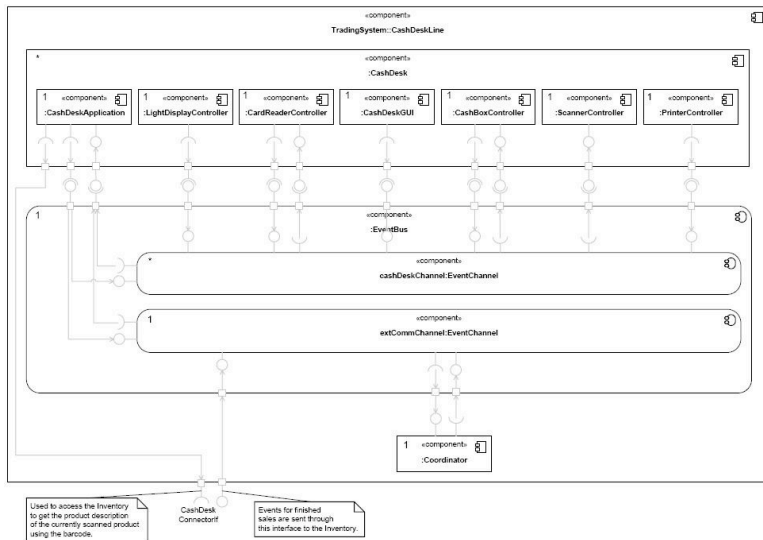 «component»
TradingSystem::CashDeskLine
*
«component»
:CashDesk
1 «component»
:CashDeskApplication
1 «component»
:LightDisplayController
1 «component»
:CardReaderController
1 «component»
:CashDeskGUI
1 «component»
:CashBoxController
1 «component»
:ScannerController
1 «component»
:PrinterController
1 «component»
:EventBus
* «component»
cashDeskChannel:EventChannel
1 «component»
extCommChannel:EventChannel
1 «component»
:Coordinator
Used to access the Inventory
to get the product description
of the currently scanned product
using the barcode.
CashDesk
ConnectorIf
Events for finished
sales are sent through
this interface to the Inventory.